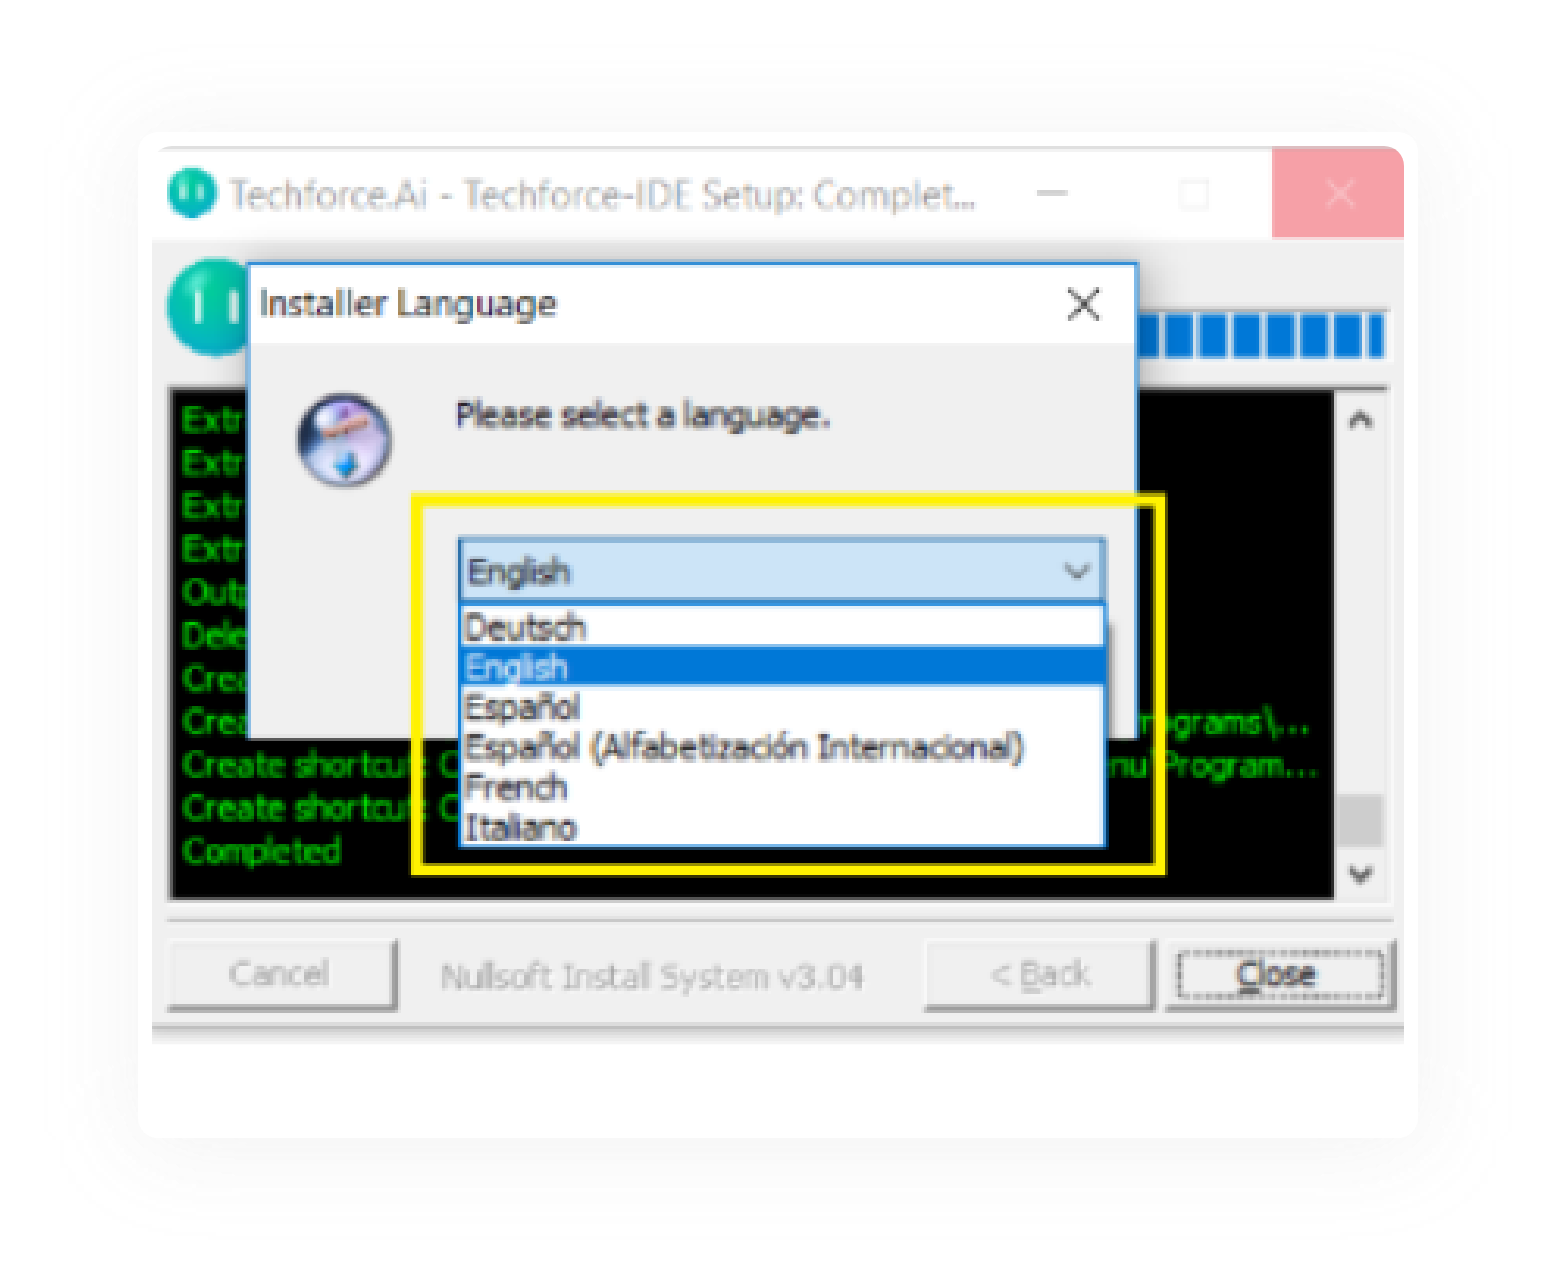 Techforce.Ai - Techforce-IDE Setup: Complet...
Installer Language
Please select a language.
English
Deutsch
English
Español
Español (Alfabetización Internacional)
French
Italiano
Extr
Extr
Extr
Extr
Outp
Dele
Crea
Crea
rograms\...
Create shortcut: C
nu\Program...
Create shortcut: C
Completed
Cancel
Nullsoft Install System v3.04
< Back
Close